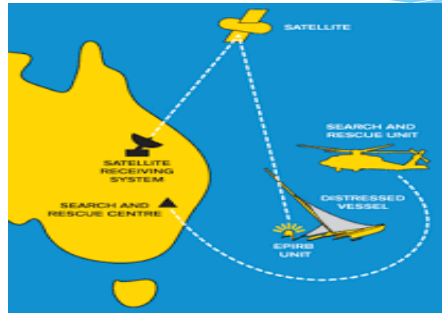 SATELLITE
SEARCH AND
RESCUE UNIT
SATELLITE
RECEIVING
SYSTEM
DISTRESSED
VESSEL
SEARCH AND
RESCUE CENTRE
EPIRB
UNIT